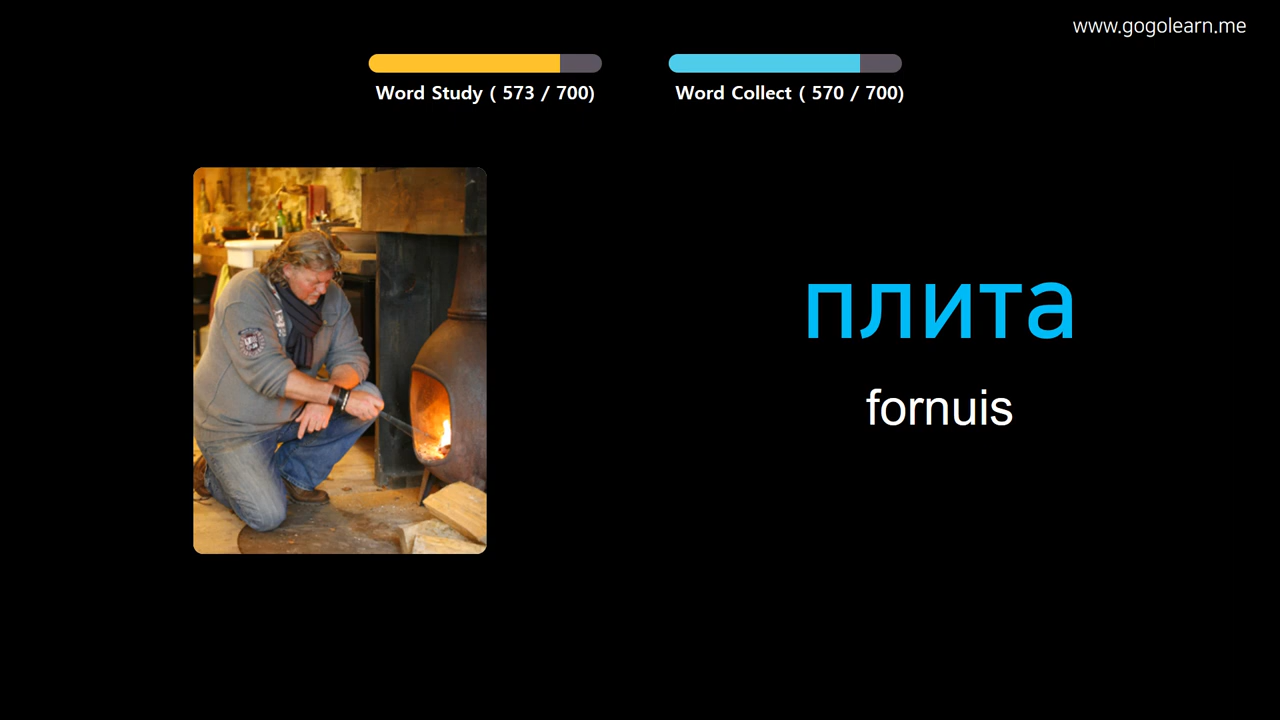 www.gogolearn.me
Word Study ( 573 / 700)
Word Collect ( 570 / 700)
плита
fornuis